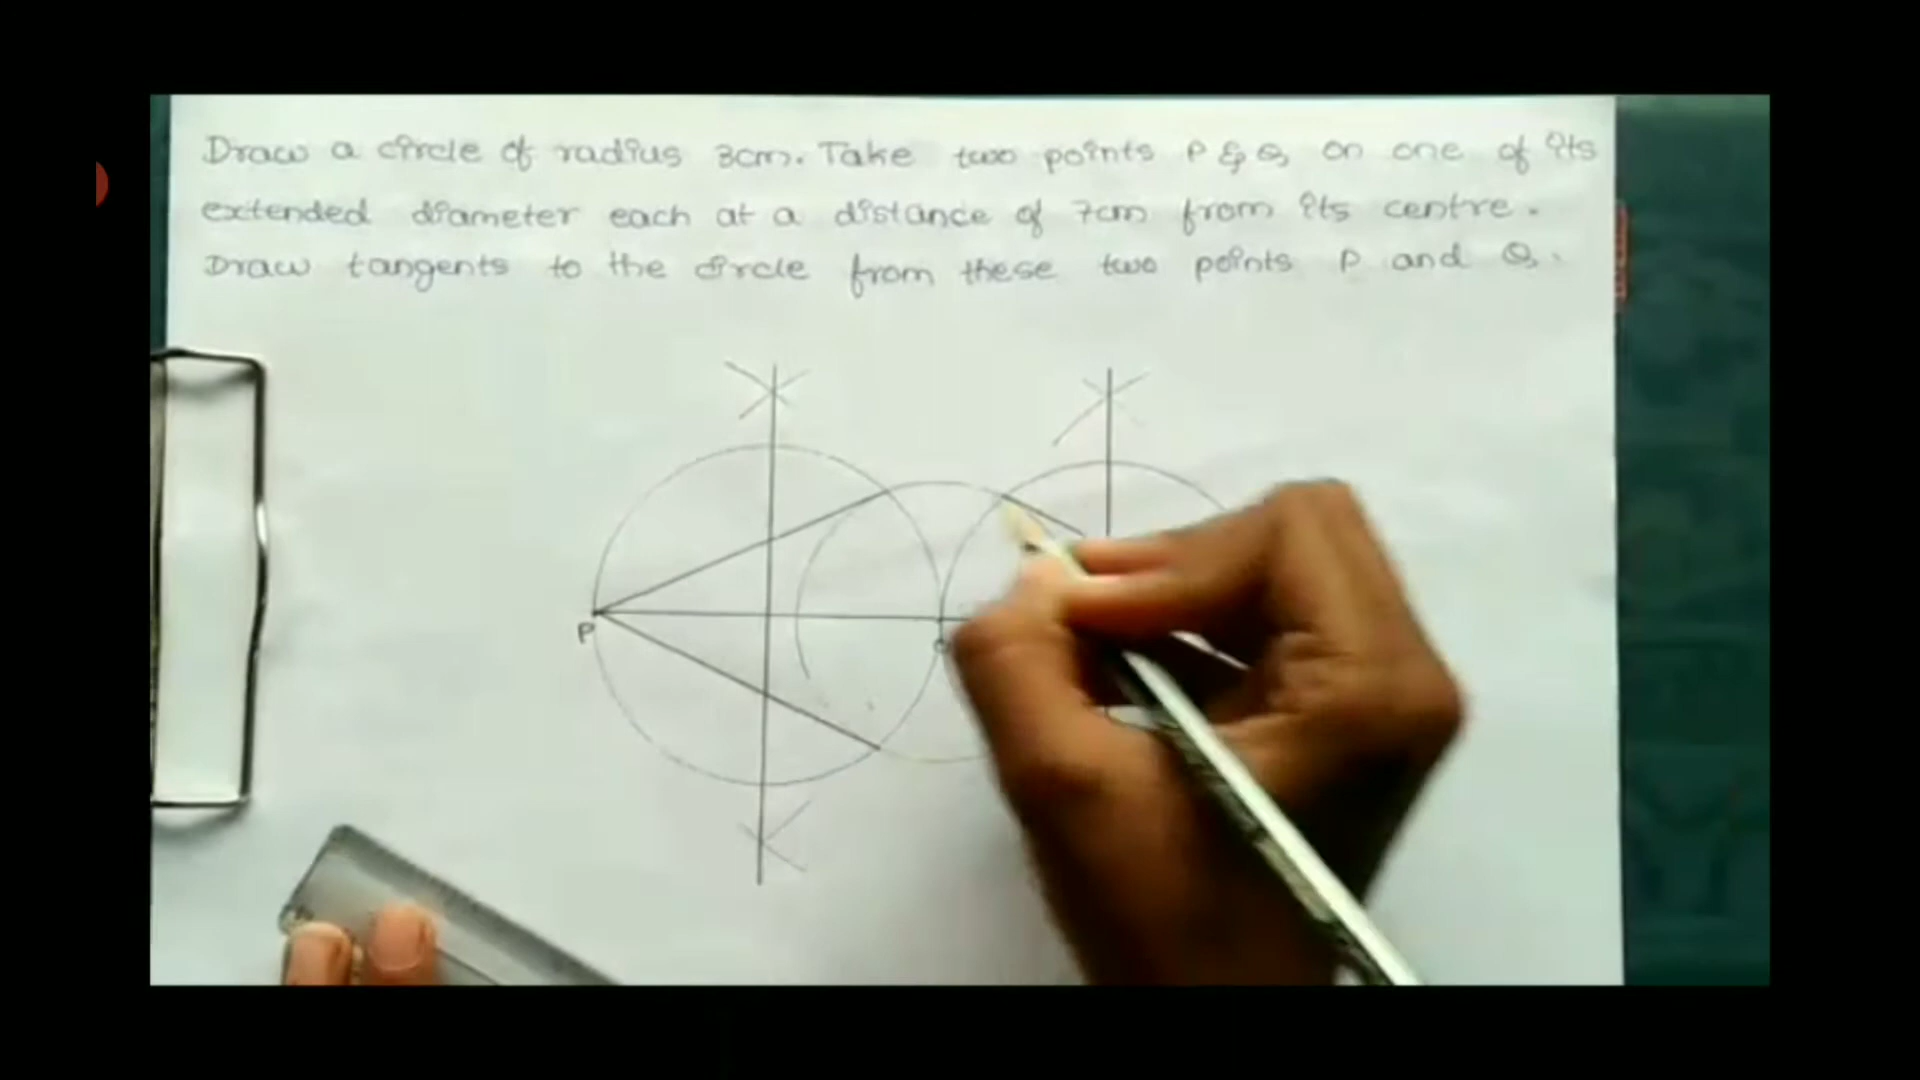 Draw a circle of radius 3cm. Take two points P & Q on one of its
extended diameter each at a distance of 7cm from its centre.
Draw tangents to the circle from these two points P and Q.
P
O